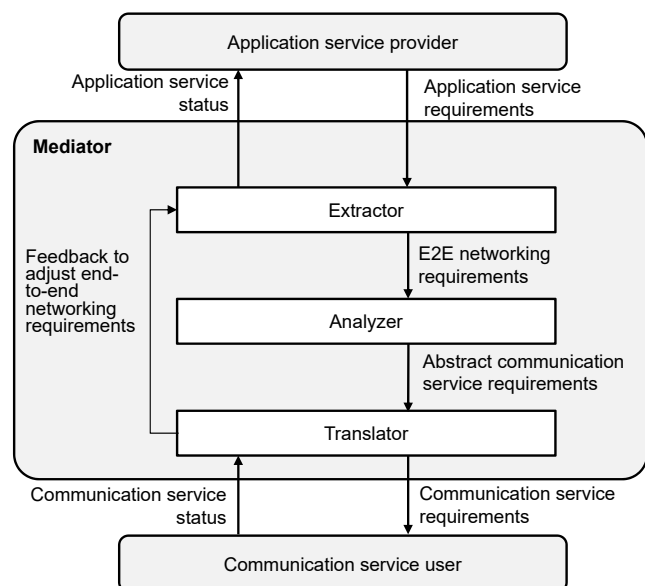 Application service provider
Application service
status
Application service
requirements
Mediator
Extractor
Feedback to
adjust end-
to-end
networking
requirements
E2E networking
requirements
Analyzer
Abstract communication
service requirements
Translator
Communication service
status
Communication service
requirements
Communication service user